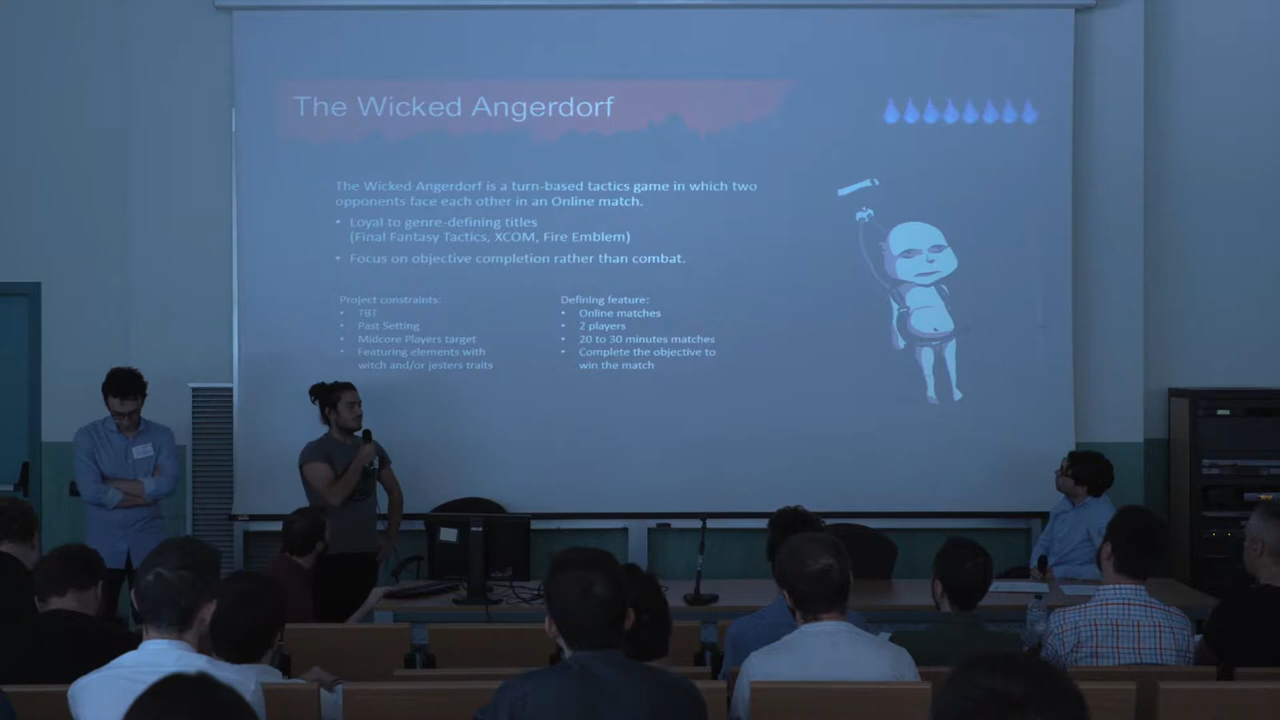 The Wicked Angerdorf
The Wicked Angerdorf is a turn-based tactics game in which two
opponents face each other in an Online match.
• Loyal to genre-defining titles
(Final Fantasy Tactics, XCOM, Fire Emblem)
• Focus on objective completion rather than combat.
Project constraints:
• TBT
• Past Setting
• Midcore Players target
• Featuring elements with
witch and/or jesters traits
Defining feature:
• Online matches
• 2 players
• 20 to 30 minutes matches
• Complete the objective to
win the match